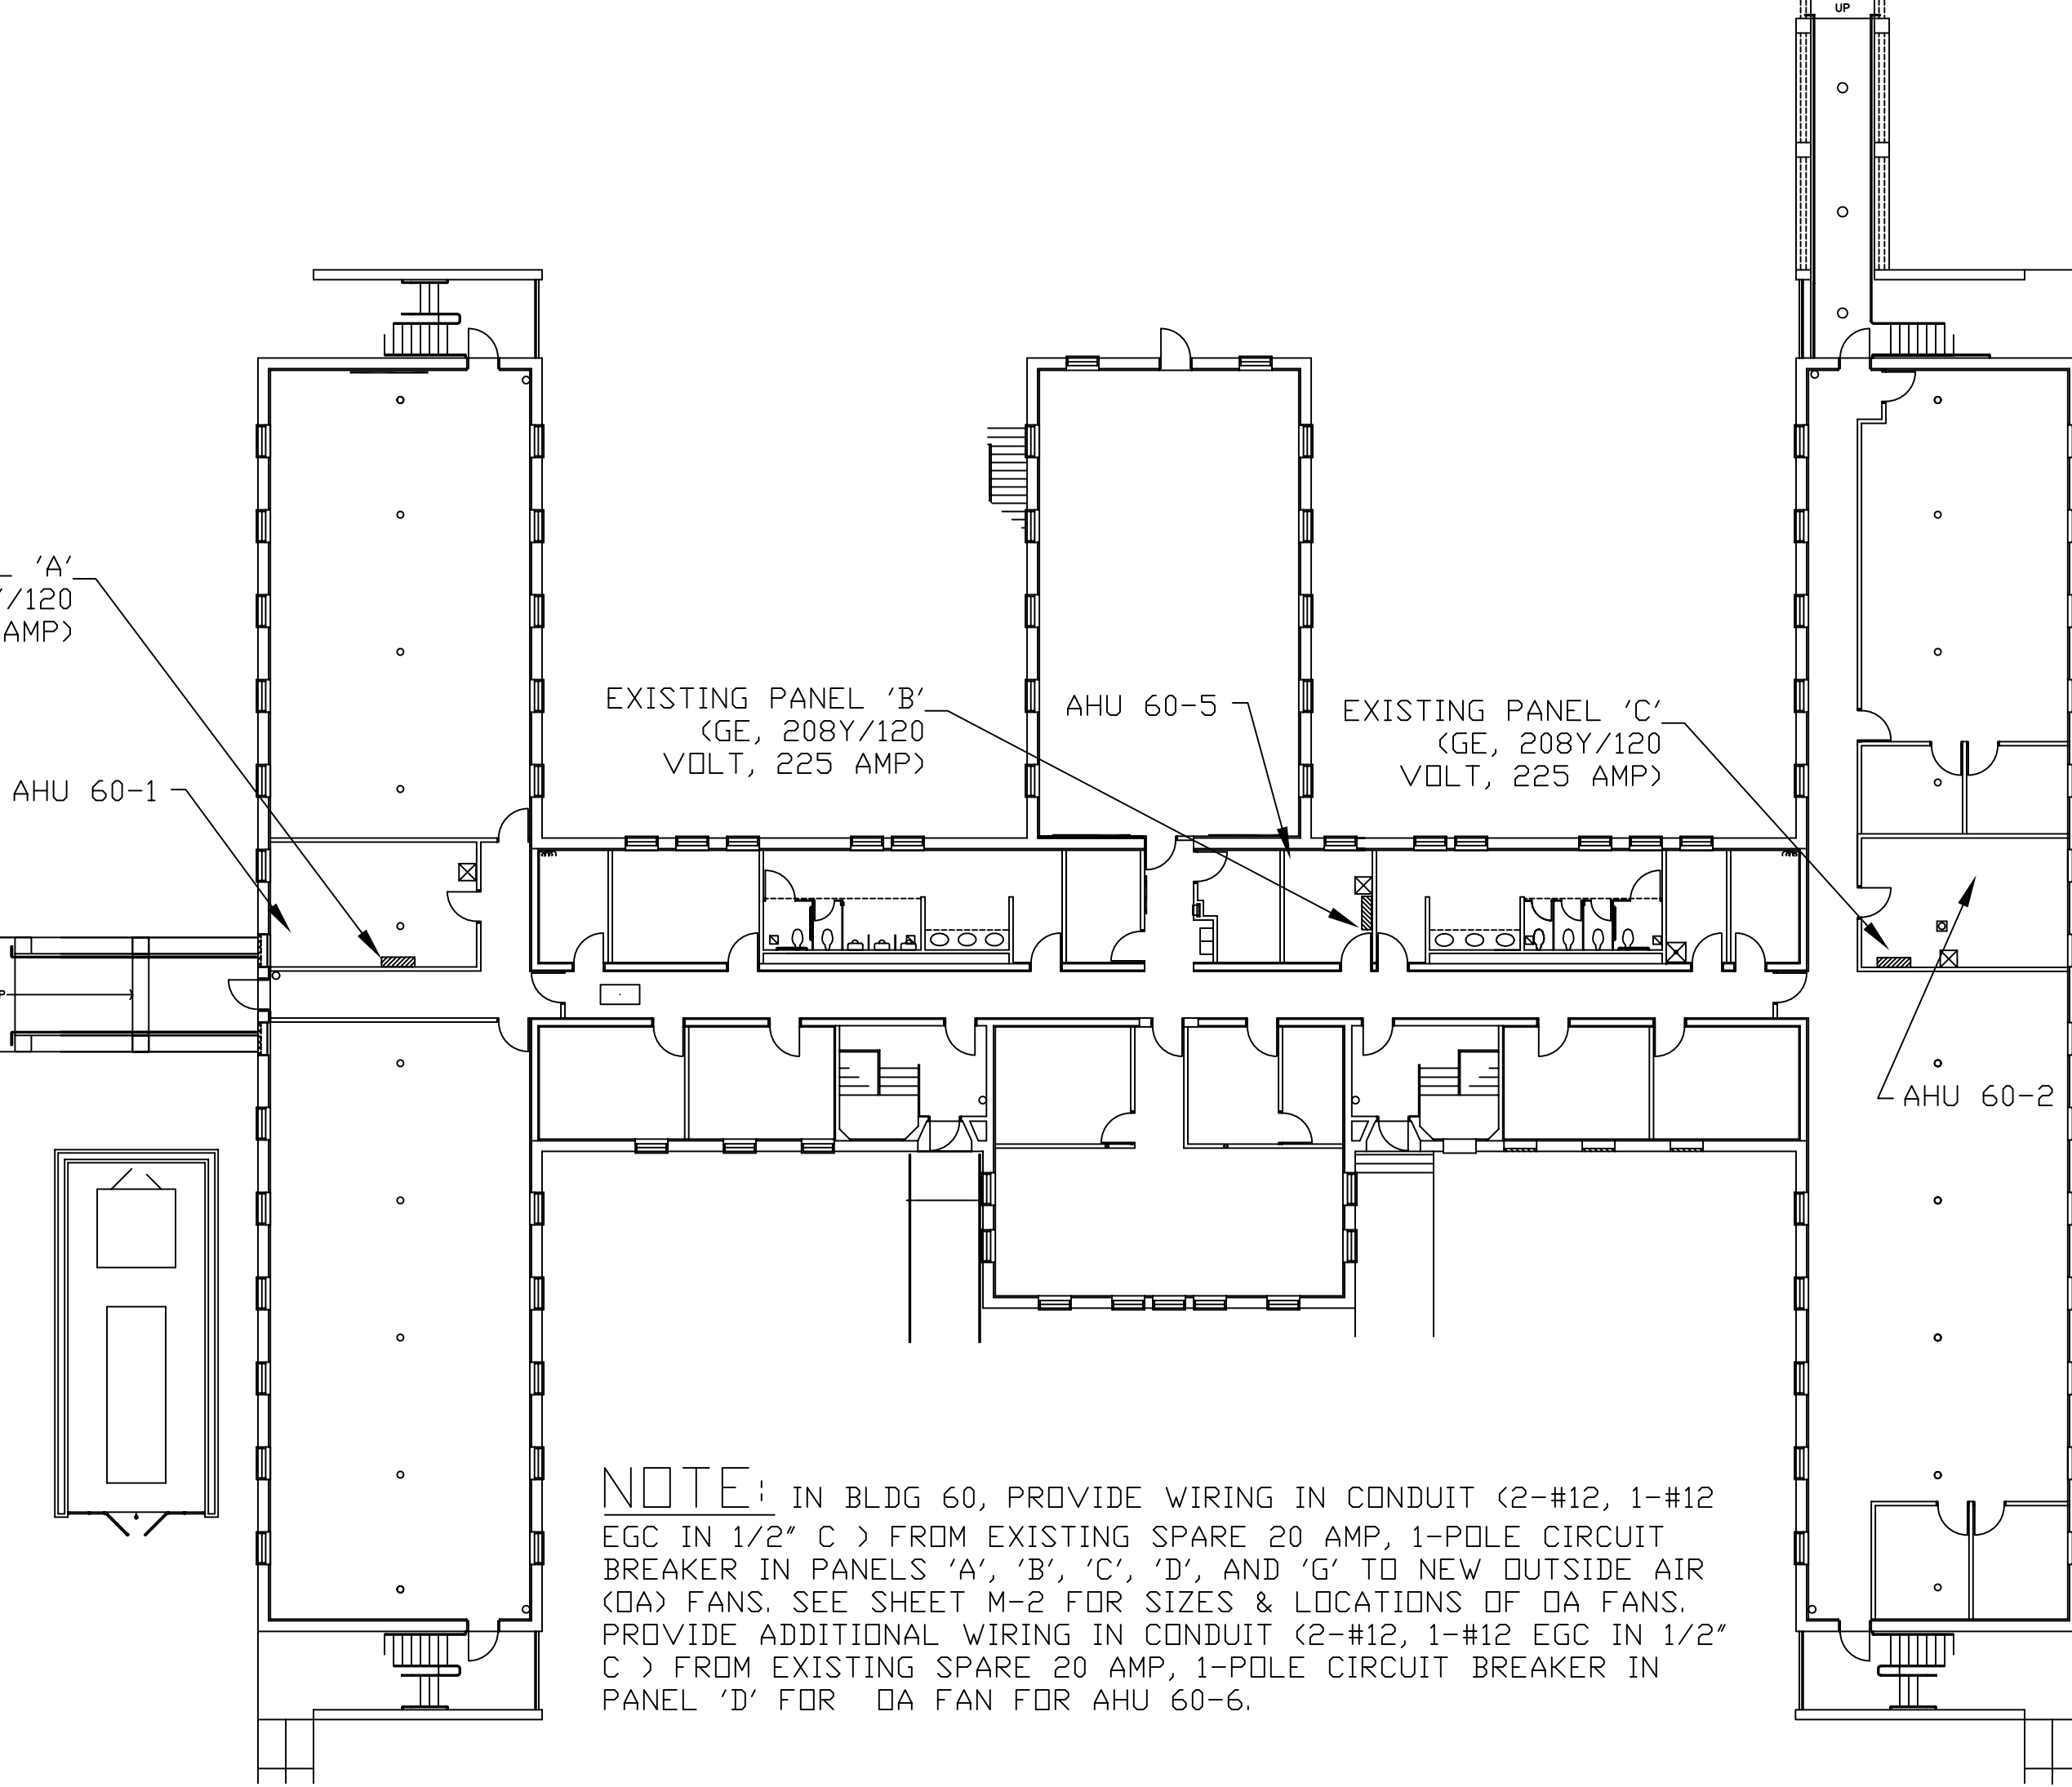 UP
'A'
Y/120
AMP)
EXISTING PANEL 'B'
(GE, 208Y/120
VOLT, 225 AMP)
AHU 60-5
EXISTING PANEL 'C'
(GE, 208Y/120
VOLT, 225 AMP)
AHU 60-1
AHU 60-2
NOTE: IN BLDG 60, PROVIDE WIRING IN CONDUIT (2-#12, 1-#12
EGC IN 1/2" C ) FROM EXISTING SPARE 20 AMP, 1-POLE CIRCUIT
BREAKER IN PANELS 'A', 'B', 'C', 'D', AND 'G' TO NEW OUTSIDE AIR
(OA) FANS. SEE SHEET M-2 FOR SIZES & LOCATIONS OF OA FANS.
PROVIDE ADDITIONAL WIRING IN CONDUIT (2-#12, 1-#12 EGC IN 1/2"
C ) FROM EXISTING SPARE 20 AMP, 1-POLE CIRCUIT BREAKER IN
PANEL 'D' FOR OA FAN FOR AHU 60-6.